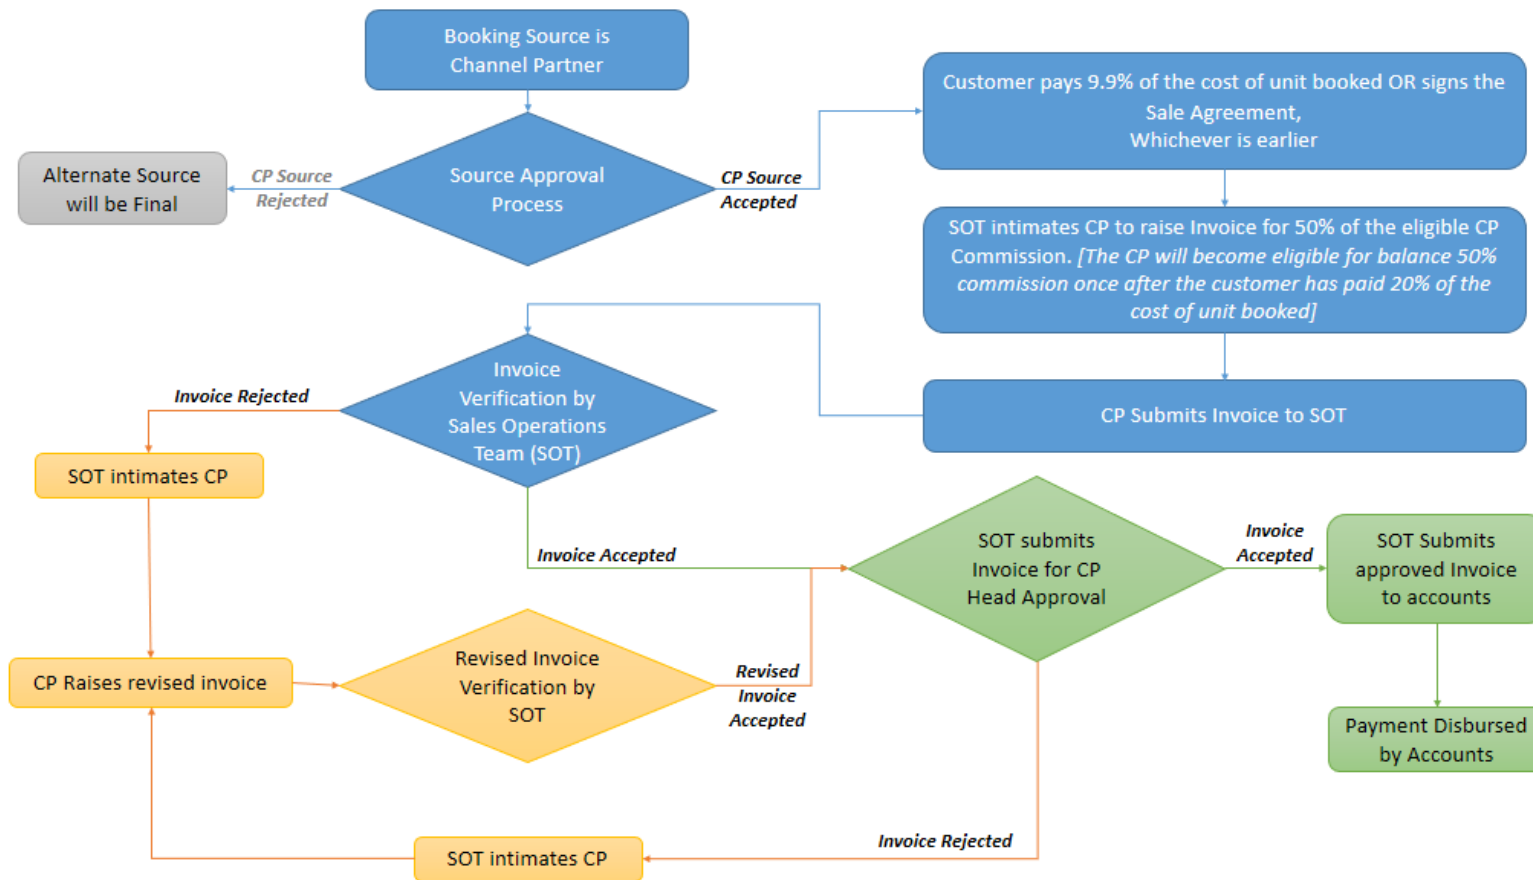 Booking Source is
Channel Partner
Customer pays 9.9% of the cost of unit booked OR signs the
Sale Agreement,
Whichever is earlier
Alternate Source
will be Final
CP Source
Rejected
Source Approval
Process
CP Source
Accepted
SOT intimates CP to raise Invoice for 50% of the eligible CP
Commission. [The CP will become eligible for balance 50%
commission once after the customer has paid 20% of the
cost of unit booked]
Invoice
Verification by
Sales Operations
Team (SOT)
CP Submits Invoice to SOT
Invoice Rejected
SOT intimates CP
Invoice Accepted
SOT submits
Invoice for CP
Head Approval
Invoice
Accepted
SOT Submits
approved Invoice
to accounts
CP Raises revised invoice
Revised Invoice
Verification by
SOT
Revised
Invoice
Accepted
Payment Disbursed
by Accounts
Invoice Rejected
SOT intimates CP